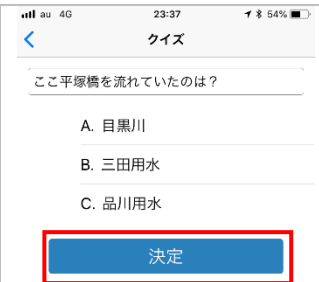 au 4G 23:37 54%
クイズ
ここ平塚橋を流れていたのは？
A. 目黒川
B. 三田用水
C. 品川用水
決定